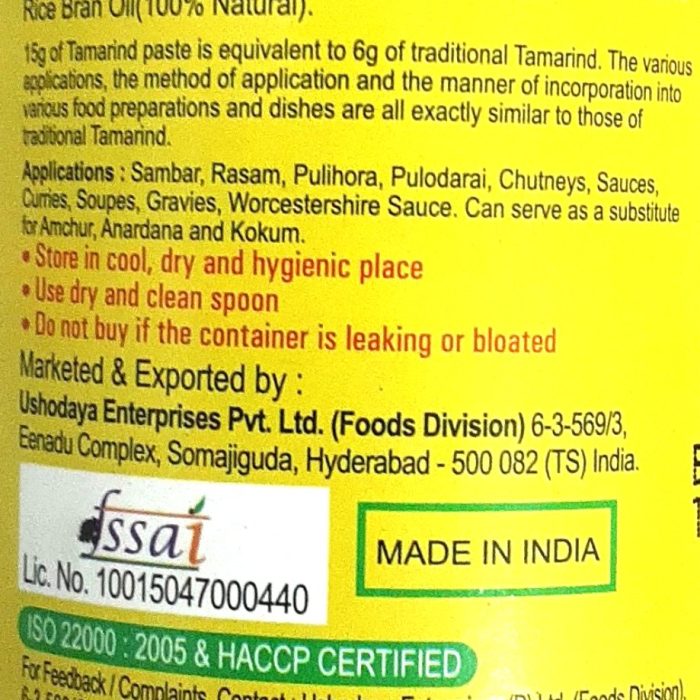 Rice Bran Oil(100% Natural).
15g of Tamarind paste is equivalent to 6g of traditional Tamarind. The various
applications, the method of application and the manner of incorporation into
various food preparations and dishes are all exactly similar to those of
traditional Tamarind.
Applications : Sambar, Rasam, Pulihora, Pulodarai, Chutneys, Sauces,
Curries, Soupes, Gravies, Worcestershire Sauce. Can serve as a substitute
for Amchur, Anardana and Kokum.
• Store in cool, dry and hygienic place
• Use dry and clean spoon
• Do not buy if the container is leaking or bloated
Marketed & Exported by :
Ushodaya Enterprises Pvt. Ltd. (Foods Division) 6-3-569/3,
Eenadu Complex, Somajiguda, Hyderabad - 500 082 (TS) India.
fssai
Lic. No. 10015047000440
MADE IN INDIA
ISO 22000 : 2005 & HACCP CERTIFIED
For Feedback / Complaints, Ltd. (Foods Division),